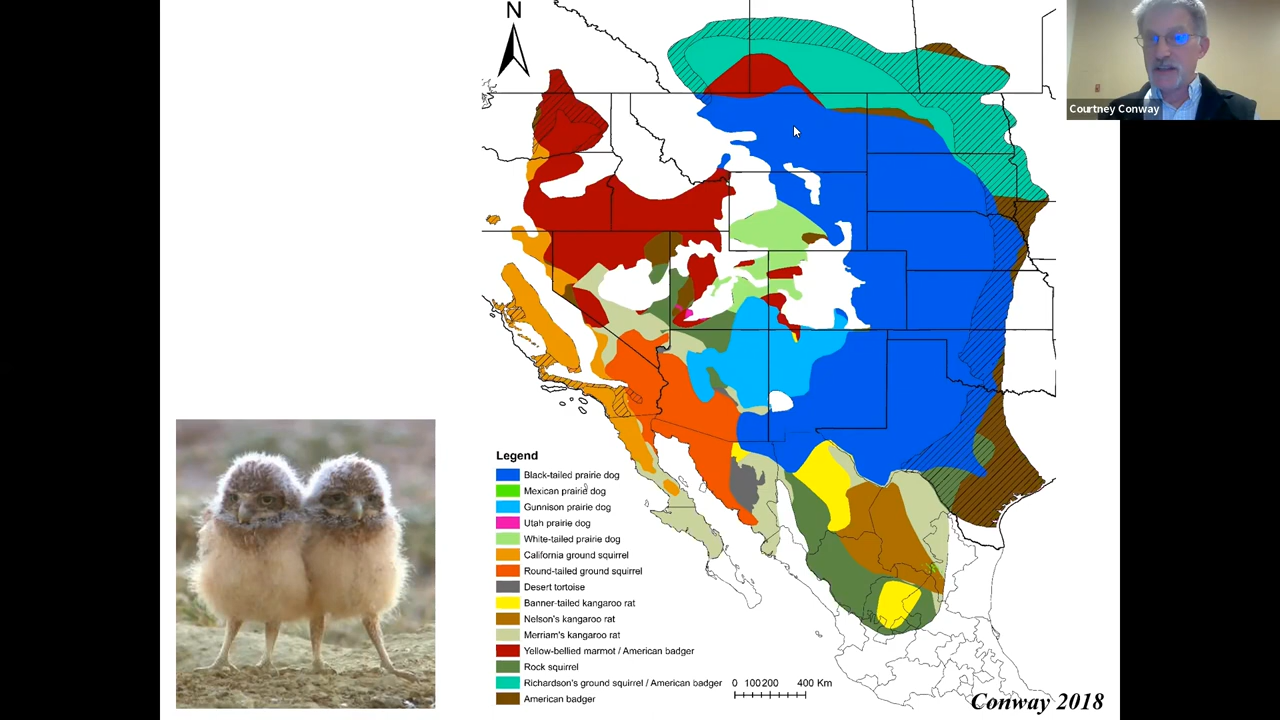 N
Courtney Conway
Legend
Black-tailed prairie dog
Mexican prairie dog
Gunnison prairie dog
Utah prairie dog
White-tailed prairie dog
California ground squirrel
Round-tailed ground squirrel
Desert tortoise
Banner-tailed kangaroo rat
Nelson's kangaroo rat
Merriam's kangaroo rat
Yellow-bellied marmot / American badger
Rock squirrel
Richardson's ground squirrel / American badger
American badger
0 100200 400 Km
Conway 2018